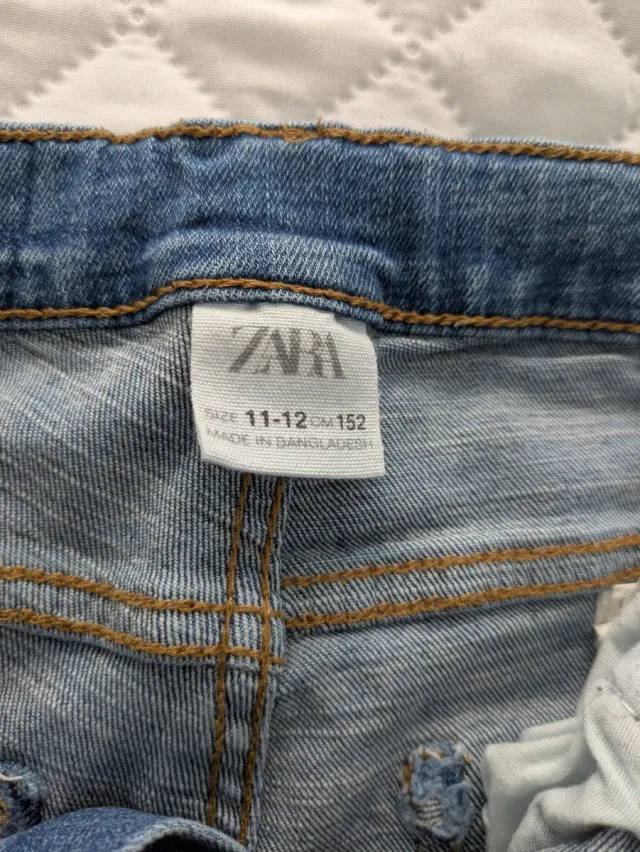 ZARA
SIZE 11-12 CM 152
MADE IN BANGLADESH